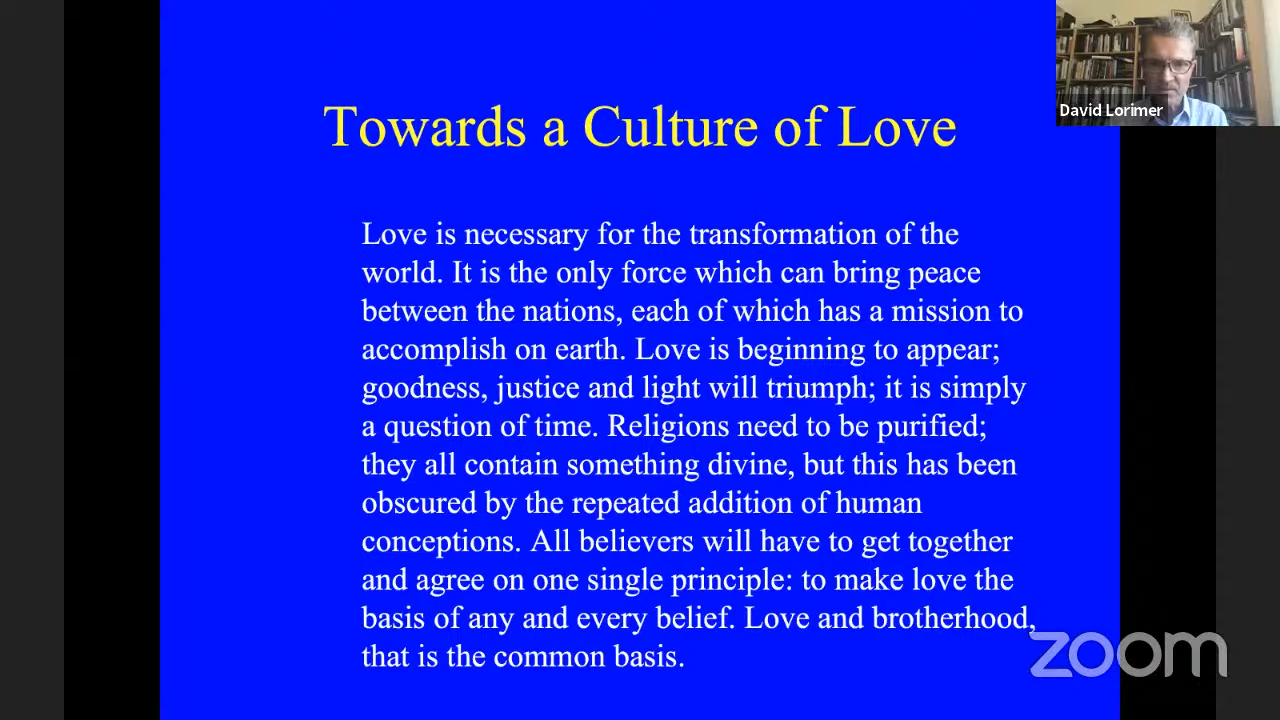 Towards a Culture of Love
David Lorimer
Love is necessary for the transformation of the
world. It is the only force which can bring peace
between the nations, each of which has a mission to
accomplish on earth. Love is beginning to appear;
goodness, justice and light will triumph; it is simply
a question of time. Religions need to be purified;
they all contain something divine, but this has been
obscured by the repeated addition of human
conceptions. All believers will have to get together
and agree on one single principle: to make love the
basis of any and every belief. Love and brotherhood,
that is the common basis.
zoom